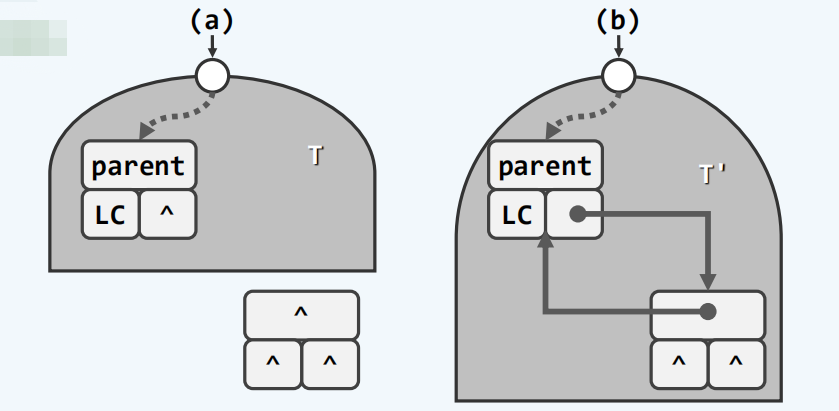 (a)
T
parent
LC ^
^
^ ^
(b)
T'
parent
LC
^ ^